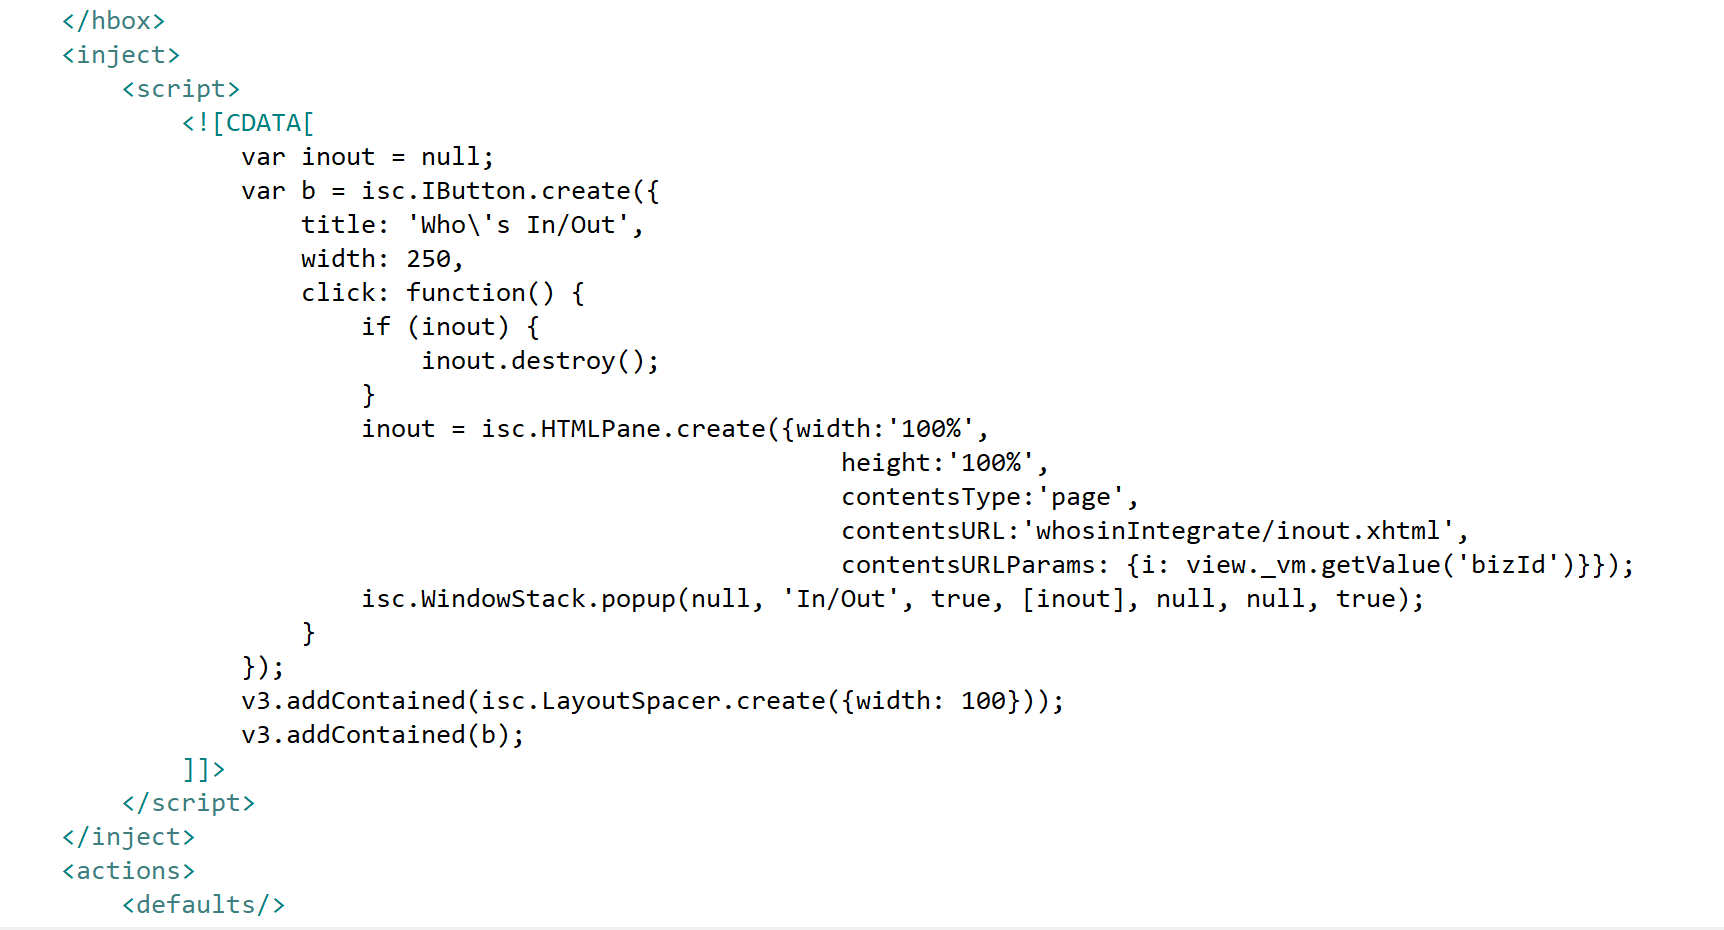 </hbox>
<inject>
    <script>
        <![CDATA[
            var inout = null;
            var b = isc.IButton.create({
                title: 'Who\'s In/Out',
                width: 250,
                click: function() {
                    if (inout) {
                        inout.destroy();
                    }
                    inout = isc.HTMLPane.create({width:'100%',
                                                    height:'100%',
                                                    contentsType:'page',
                                                    contentsURL:'whosinIntegrate/inout.xhtml',
                                                    contentsURLParams: {i: view._vm.getValue('bizId')}});
                    isc.WindowStack.popup(null, 'In/Out', true, [inout], null, null, true);
                }
            });
            v3.addContained(isc.LayoutSpacer.create({width: 100}));
            v3.addContained(b);
        ]]>
    </script>
</inject>
<actions>
    <defaults/>